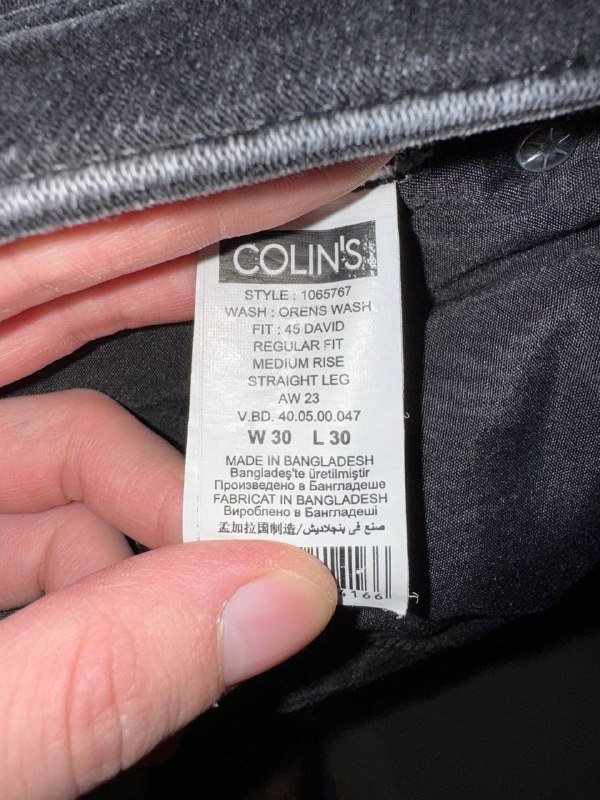 COLIN'S
STYLE : 1065767
WASH : ORENS WASH
FIT : 45 DAVID
REGULAR FIT
MEDIUM RISE
STRAIGHT LEG
AW 23
V.BD. 40.05.00.047
W 30 L 30
MADE IN BANGLADESH
Bangladeş'te üretilmiştir
Произведено в Бангладеше
FABRICAT IN BANGLADESH
Вироблено в Бангладеші
孟加拉国制造/صنع في بنجلاديش
4166